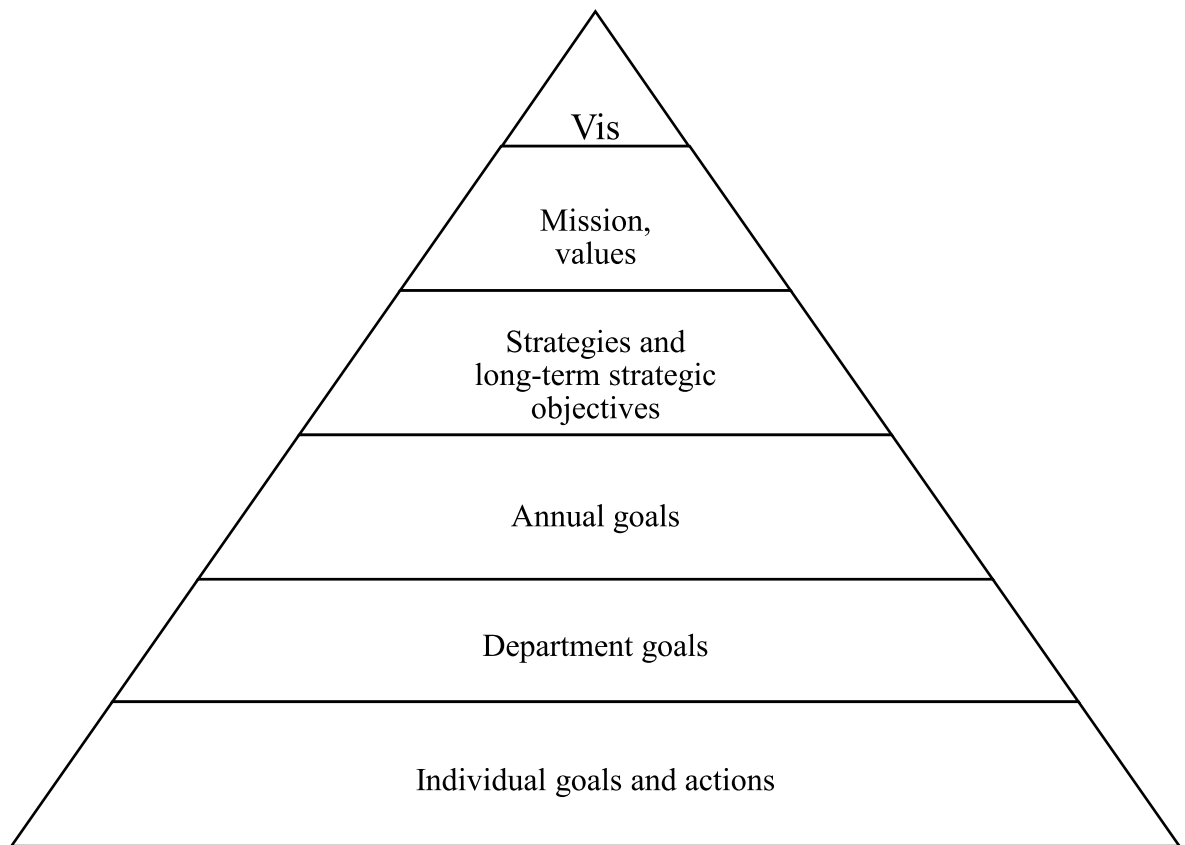 Vis
Mission,
values
Strategies and
long-term strategic
objectives
Annual goals
Department goals
Individual goals and actions